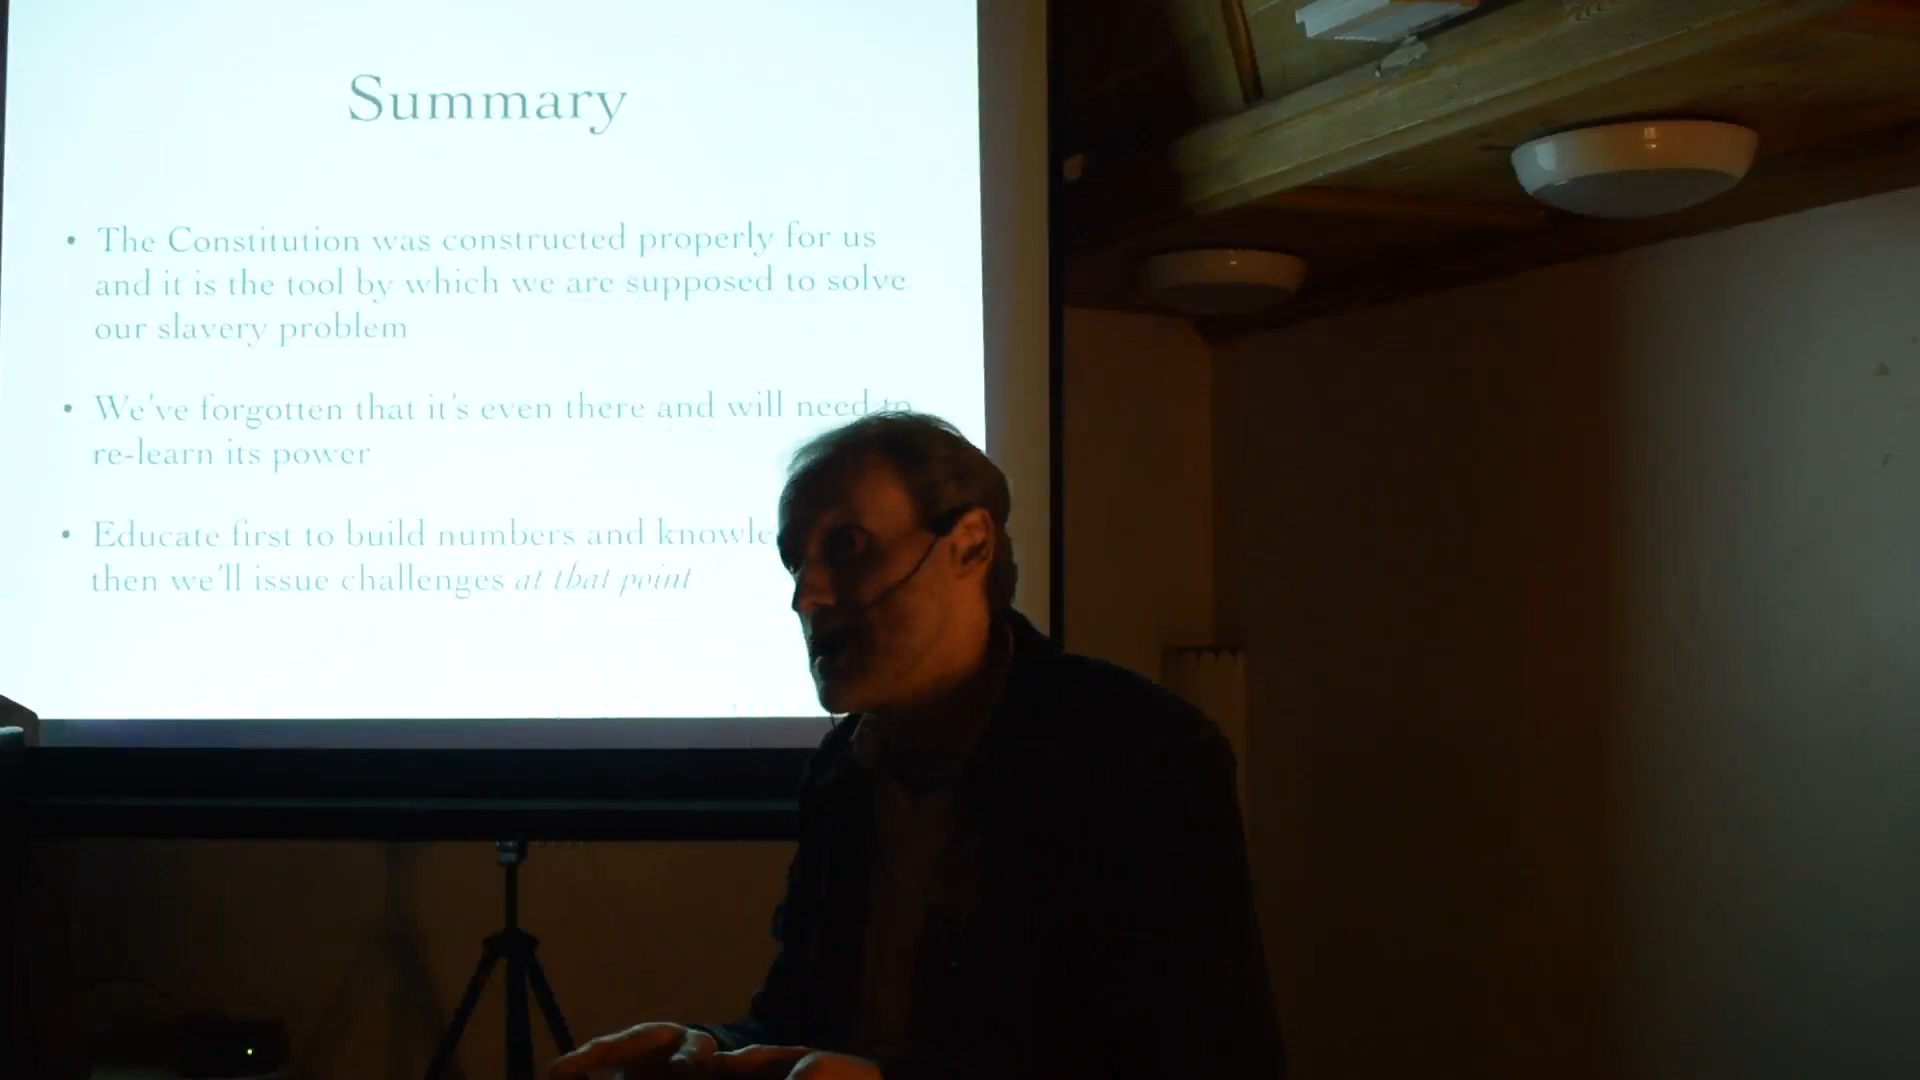 Summary
• The Constitution was constructed properly for us
and it is the tool by which we are supposed to solve
our slavery problem
• We've forgotten that it's even there and will need to
re-learn its power
• Educate first to build numbers and
then we'll issue challenges at that point